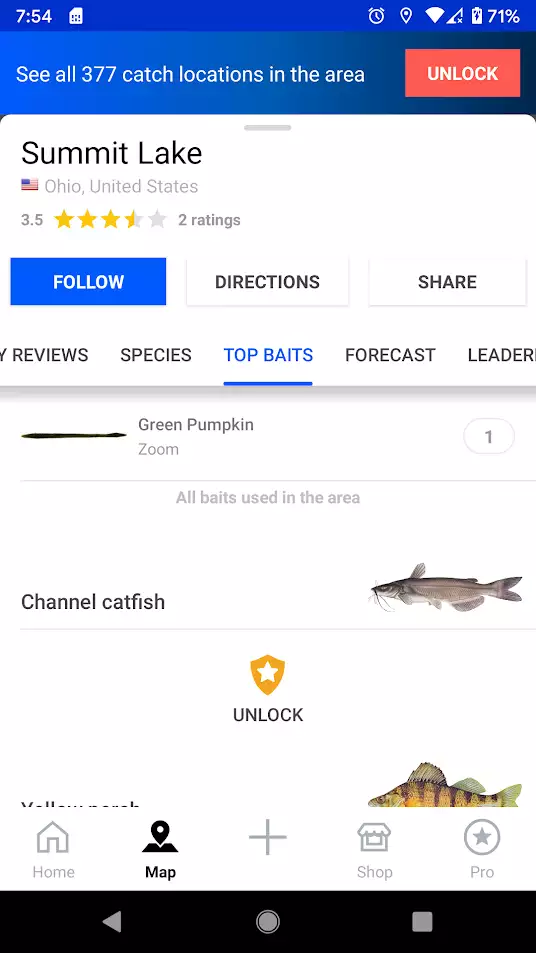 7:54
71%
See all 377 catch locations in the area
UNLOCK
Summit Lake
Ohio, United States
3.5
2 ratings
FOLLOW
DIRECTIONS
SHARE
Y REVIEWS
SPECIES
TOP BAITS
FORECAST
LEADER
Green Pumpkin
Zoom
1
All baits used in the area
Channel catfish
UNLOCK
Yellow perch
Home
Map
Shop
Pro